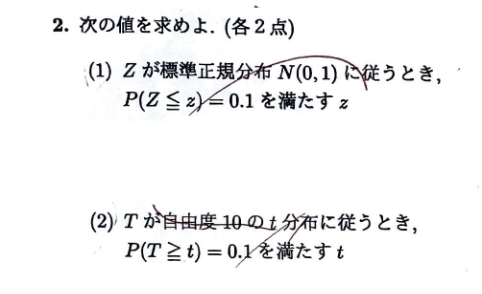 2. 次の値を求めよ. (各2点)
(1) Z が標準正規分布 N(0,1) に従うとき,
P(Z ≦ z) = 0.1 を満たす z
(2) T が自由度 10 の t 分布に従うとき,
P(T ≧ t) = 0.1 を満たす t